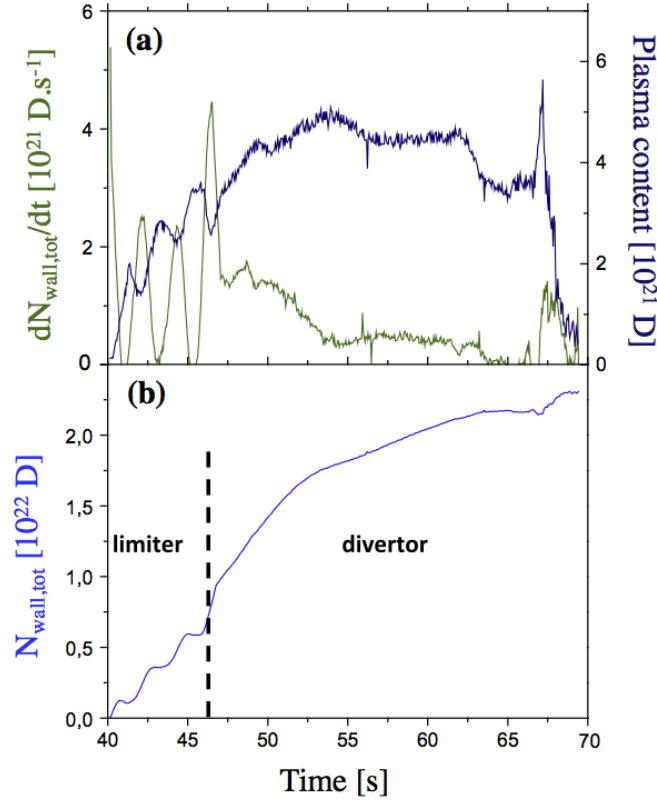 (a)
dN_wall,tot/dt [10^21 D.s^-1]
6
4
2
0
Plasma content [10^21 D]
6
4
2
0
(b)
N_wall,tot [10^22 D]
2,0
1,5
1,0
0,5
0,0
limiter
divertor
40 45 50 55 60 65 70
Time [s]